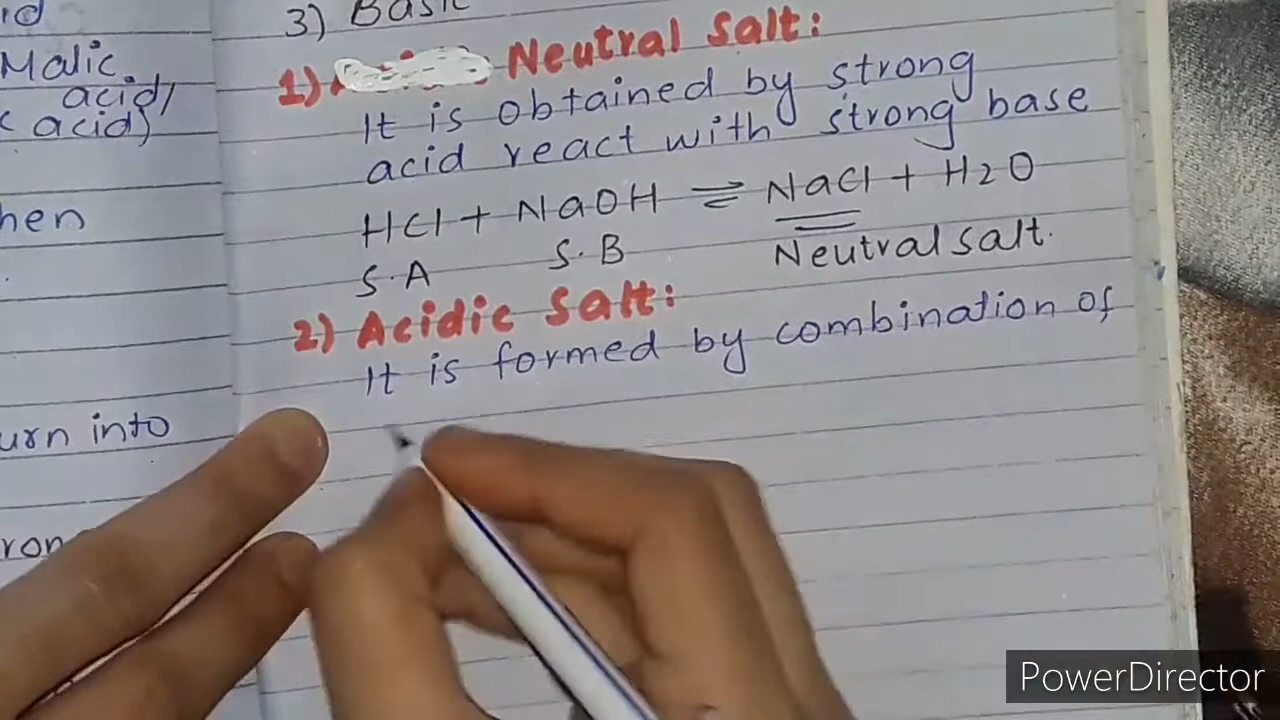 Malic
acid,
acid)
hen
urn into
3) Basic
1) Neutral Salt:
It is obtained by strong
acid react with strong base
HCl + NaOH ⇌ NaCl + H2O
S.A S.B Neutral salt.
2) Acidic Salt:
It is formed by combination of
PowerDirector